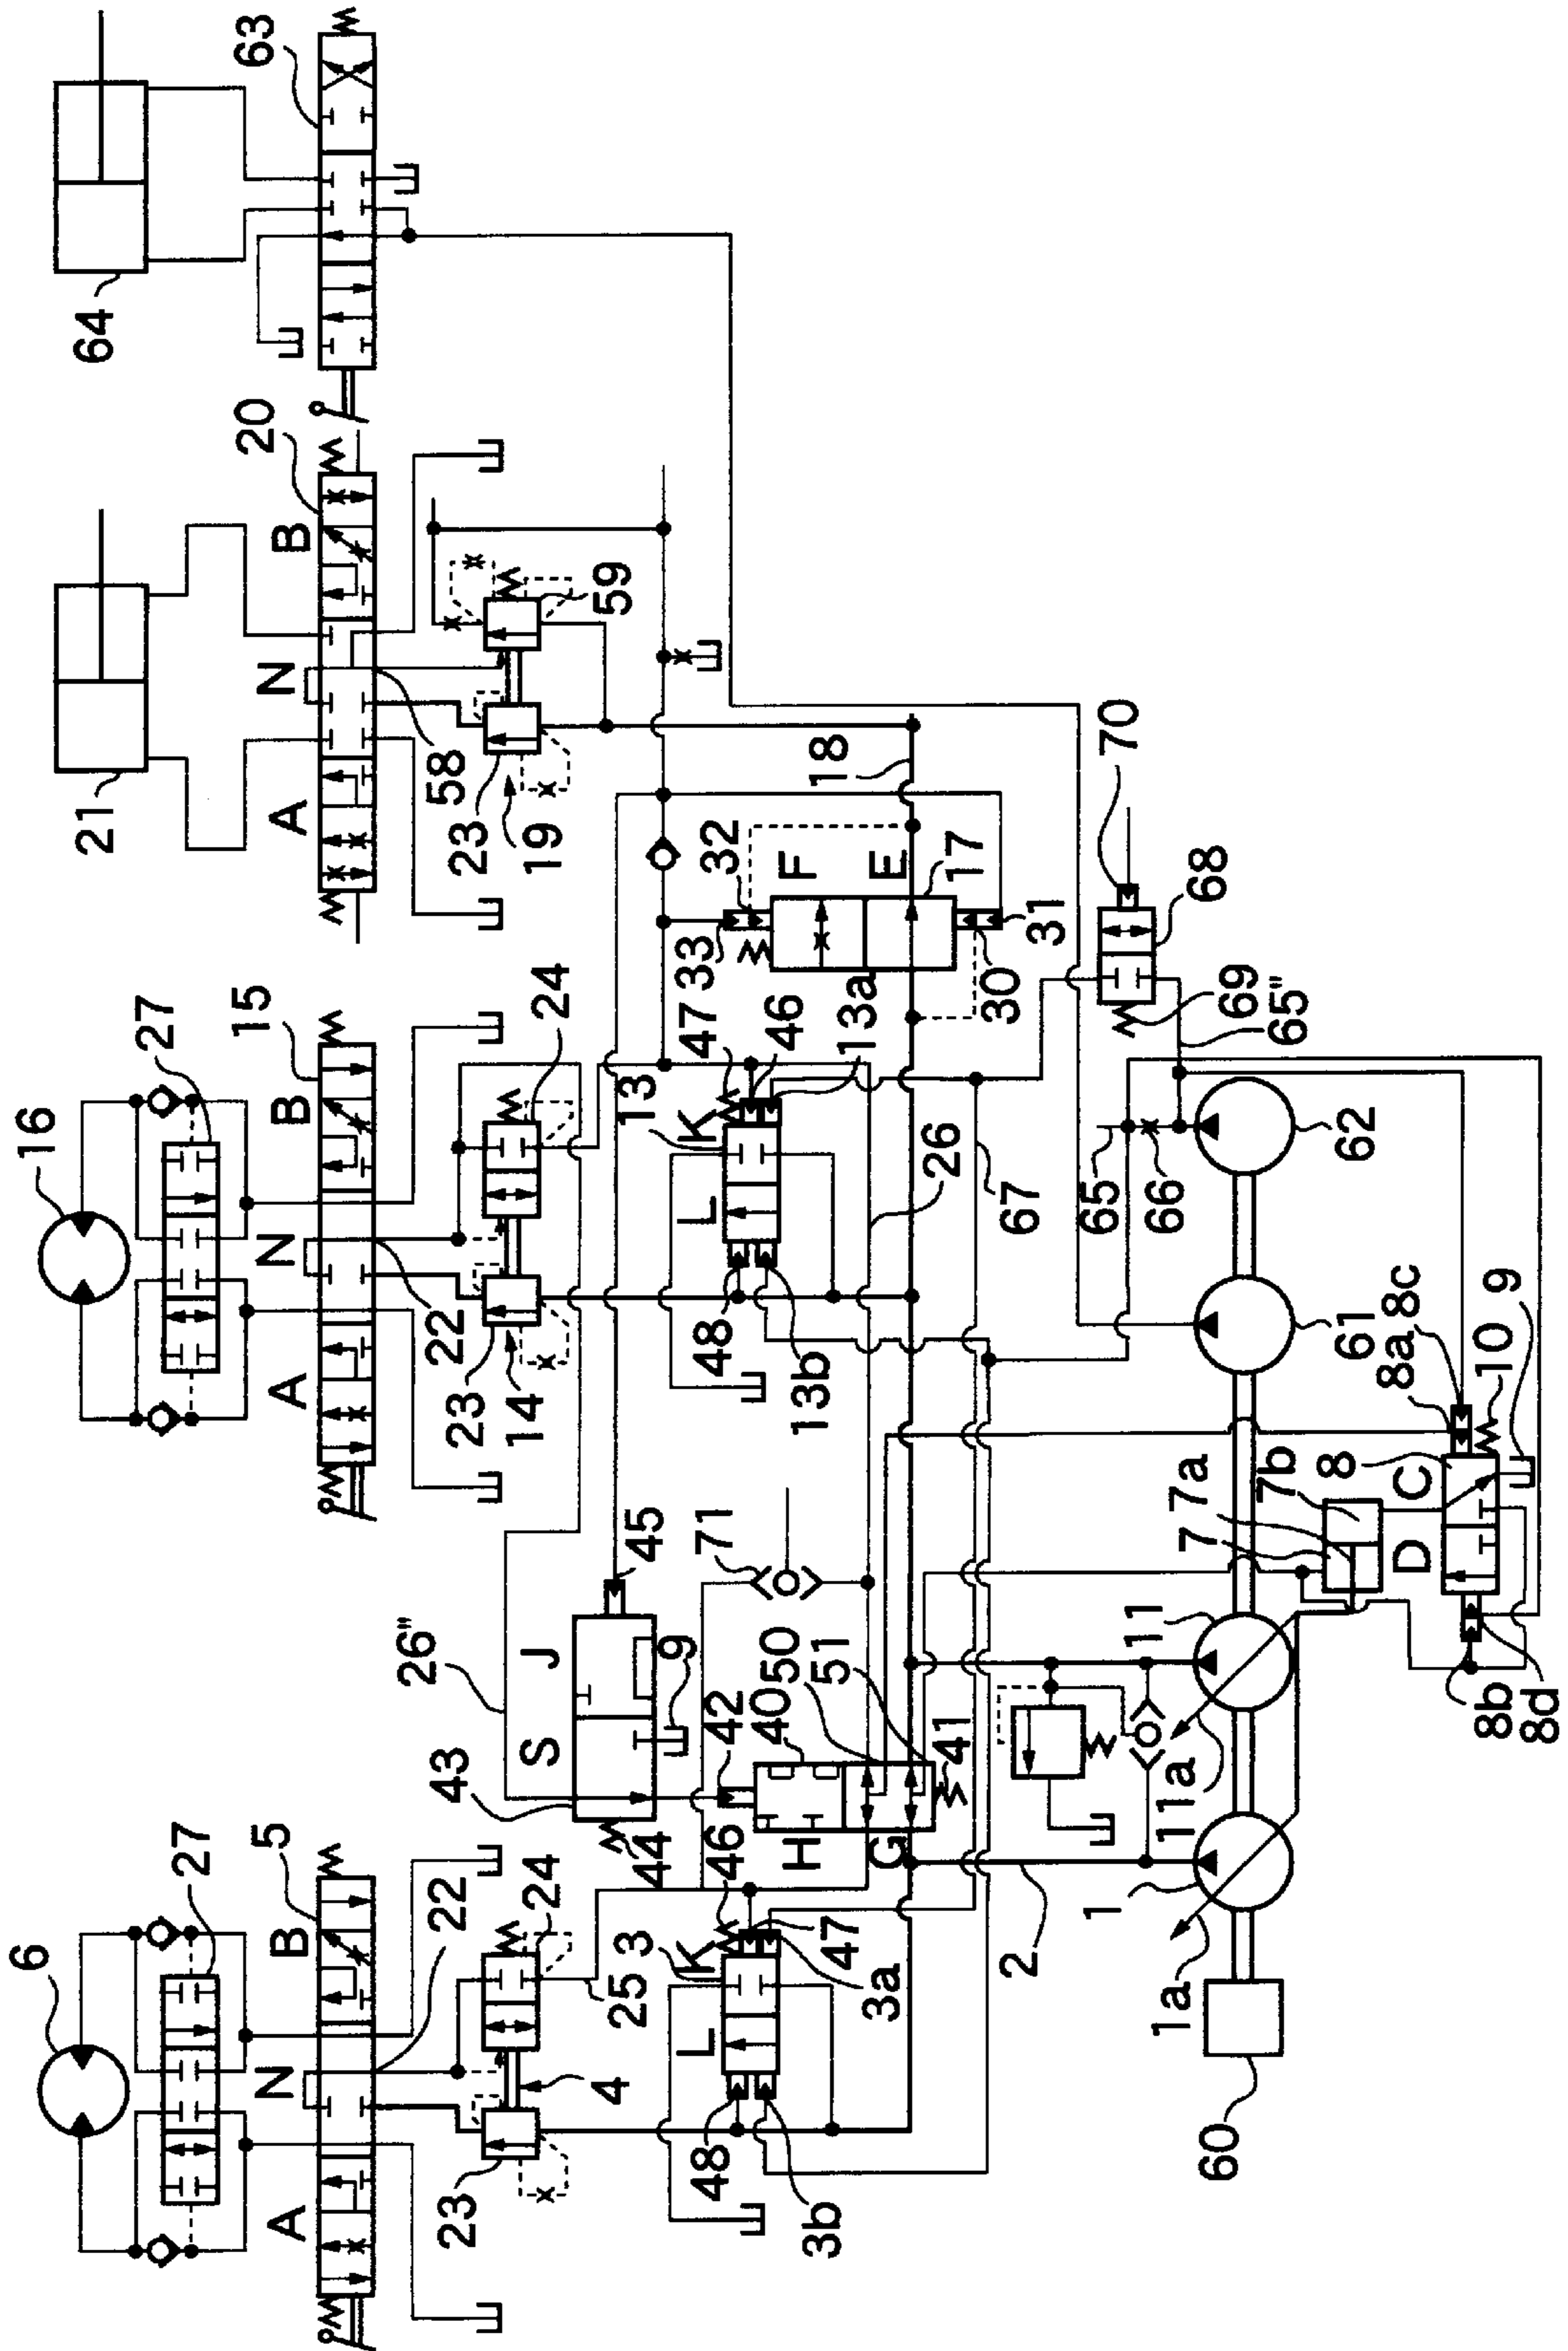 64
63
21
A
N
B
20
58
23
19
59
16
27
15
A
N
B
22
23
14
24
6
27
5
A
N
B
22
23
4
24
25
26"
43
44
S
J
45
9
71
42
40
50
51
41
H
G
46
3
K
L
47
3a
48
3b
13
K
L
47
46
13a
48
13b
26
67
33
32
F
E
17
18
30
31
70
68
69
65"
65
66
62
61
2
1
1a
11
11a
60
7
7a
7b
8
C
D
8a
8c
10
9
8b
8d